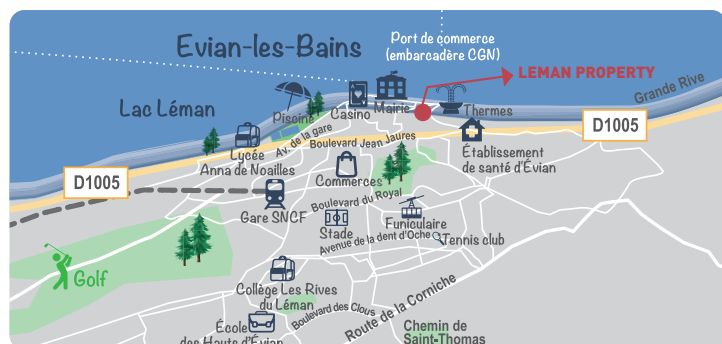 Port de commerce
(embarcadère CGN)
Evian-les-Bains
LEMAN PROPERTY
Grande Rive
Lac Léman
Casino
Mairie
Thermes
Piscine
D1005
Av. de la gare
Boulevard Jean Jaures
Lycée
Anna de Noailles
Établissement
de santé d'Évian
D1005
Commerces
Boulevard du Royal
Gare SNCF
Stade
Funiculaire
Avenue de la dent d'Oche
Tennis club
Golf
Collège Les Rives
du Léman
Boulevard des Clous
Route de la Corniche
École
des Hauts d'Évian
Chemin de
Saint-Thomas